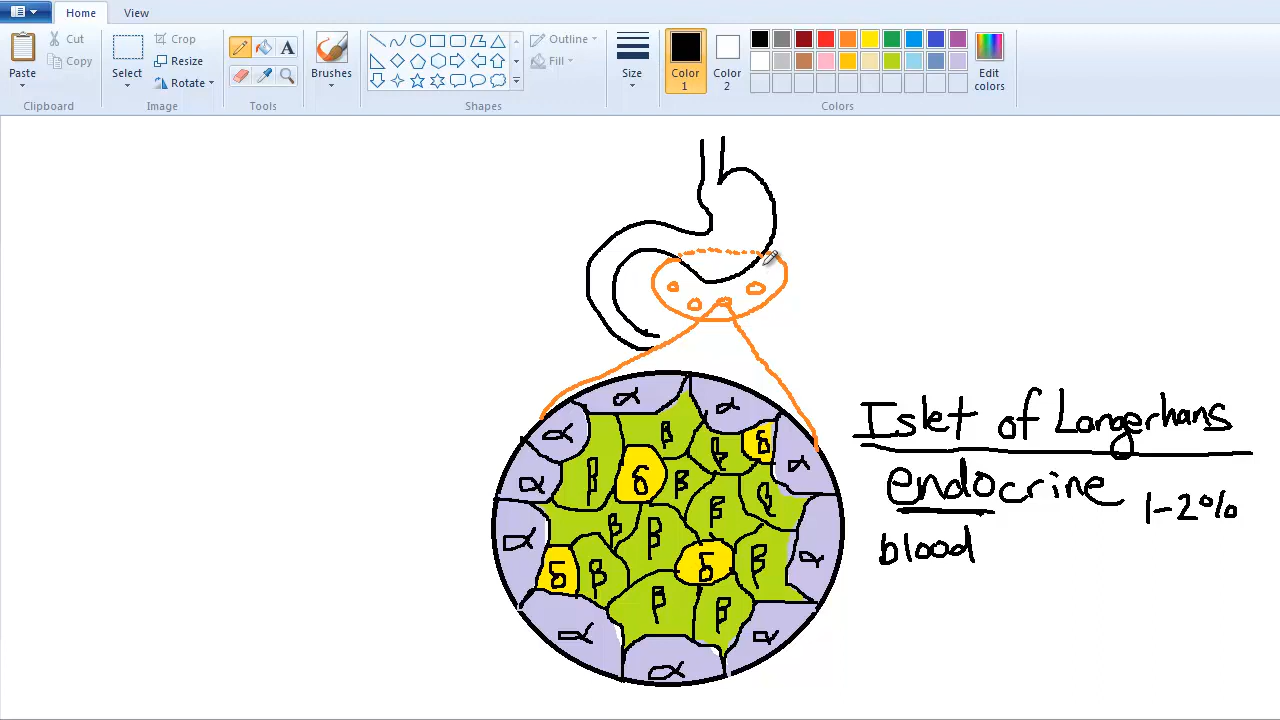 Home View
Paste
Cut
Copy
Clipboard
Select
Crop
Resize
Rotate
Image
A
Tools
Brushes
Shapes
Outline
Fill
Size
Color 1
Color 2
Edit colors
Colors
α α
α β β δ α
α β δ β β
β β
α β β α
δ β δ β
β β
α α
α
Islet of Langerhans
endocrine 1-2%
blood